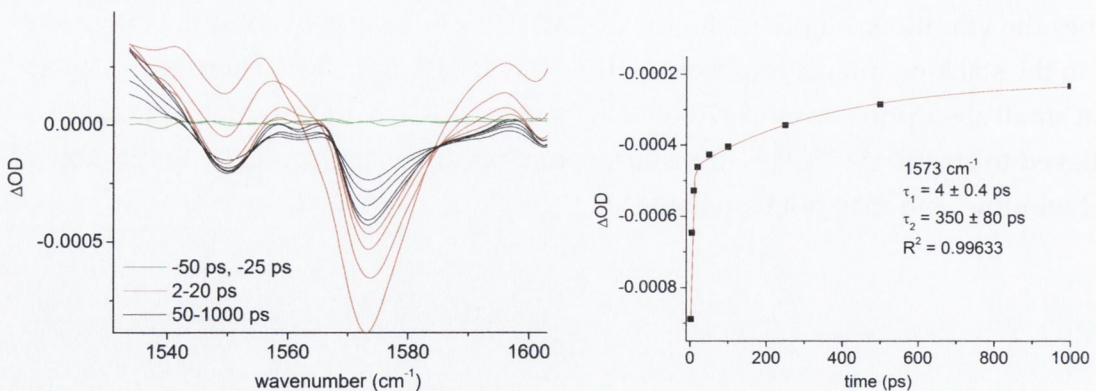 0.0000
-0.0005
ΔOD
-50 ps, -25 ps
2-20 ps
50-1000 ps
1540 1560 1580 1600
wavenumber (cm⁻¹)
-0.0002
-0.0004
-0.0006
-0.0008
ΔOD
1573 cm⁻¹
τ₁ = 4 ± 0.4 ps
τ₂ = 350 ± 80 ps
R² = 0.99633
0 200 400 600 800 1000
time (ps)